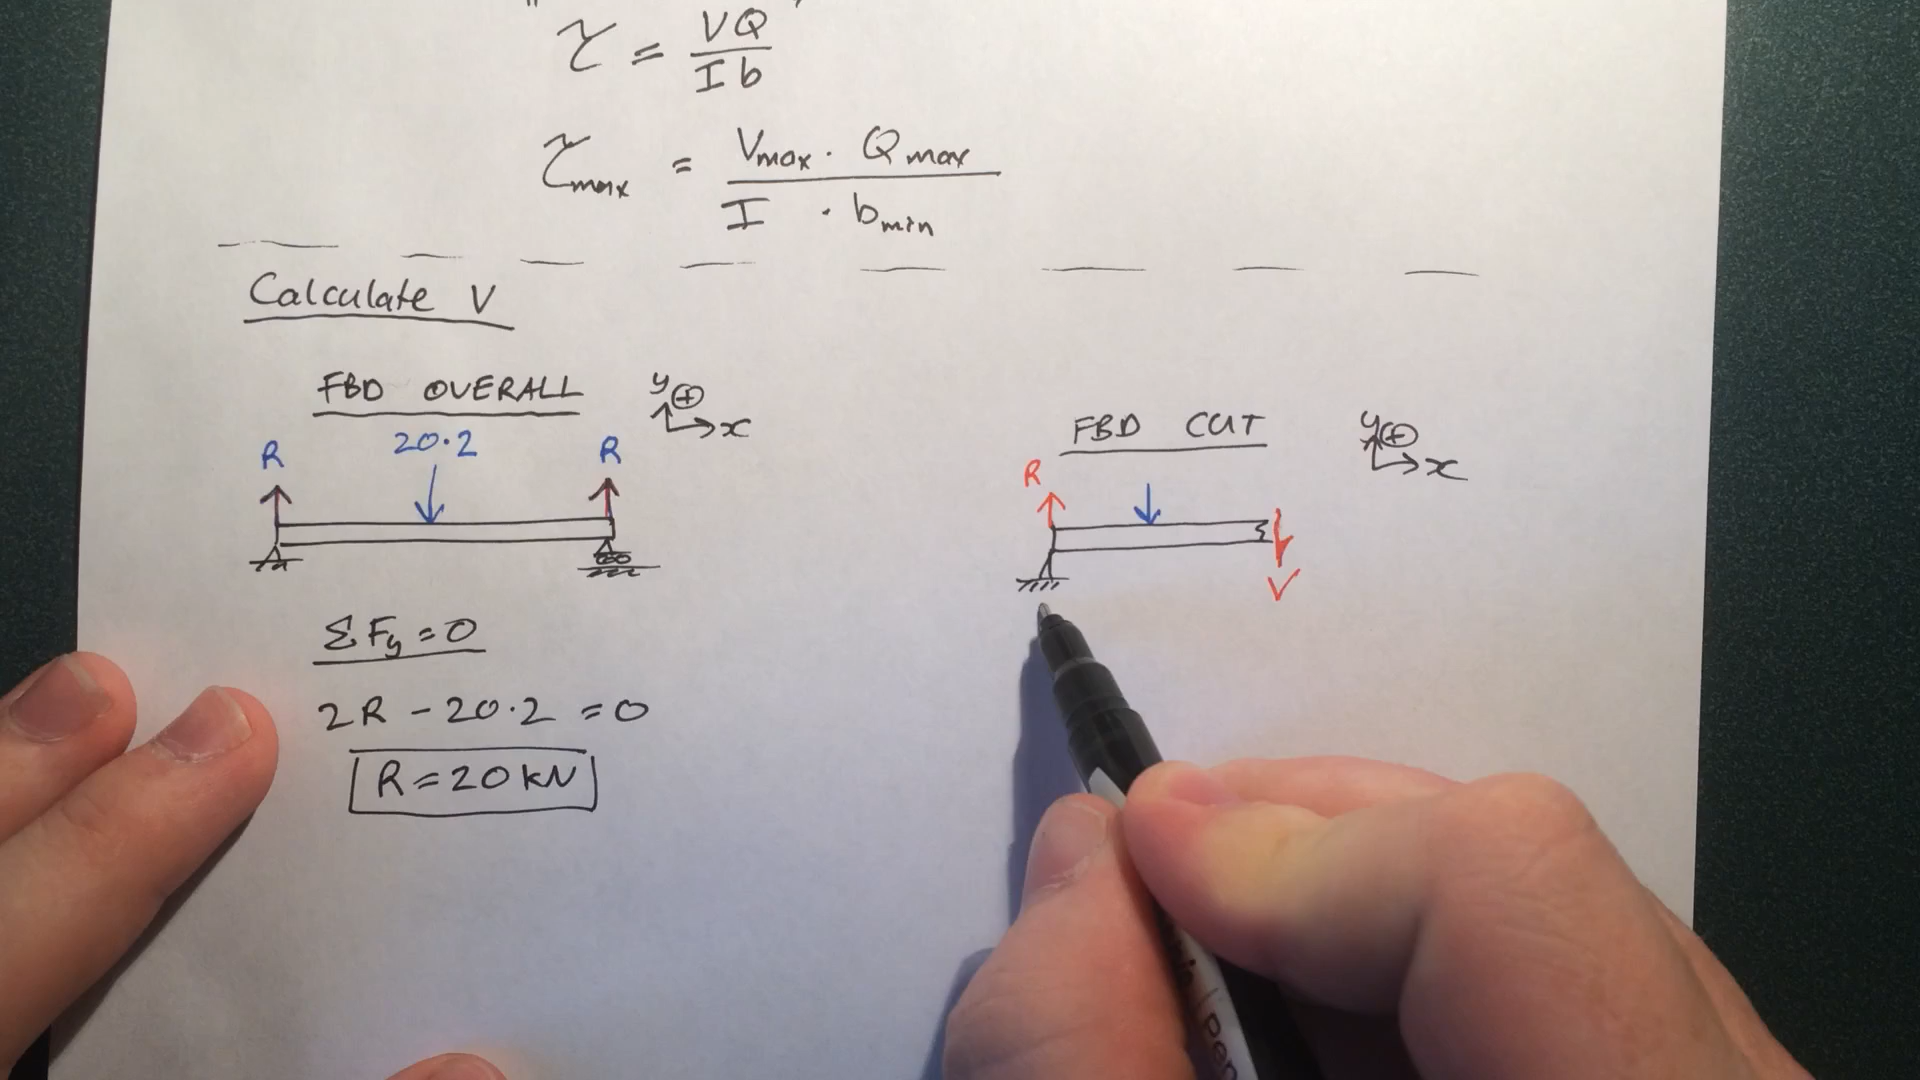 τ = VQ
Ib
τmax = Vmax · Qmax
I · bmin
Calculate V
FBD OVERALL
y ⊕
x
R
20·2
R
ΣFy = 0
2R - 20·2 = 0
R = 20 kN
FBD CUT
y ⊕
x
R
V